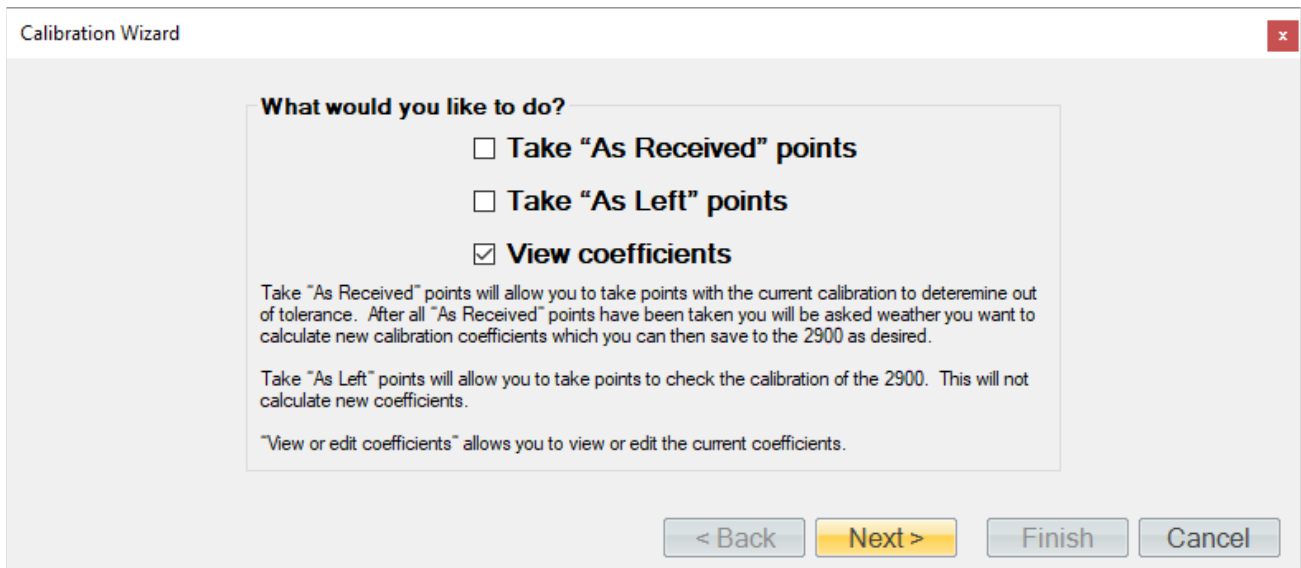 Calibration Wizard
x
What would you like to do?
Take “As Received” points
Take “As Left” points
View coefficients
Take “As Received” points will allow you to take points with the current calibration to deteremine out
of tolerance.  After all “As Received” points have been taken you will be asked weather you want to
calculate new calibration coefficients which you can then save to the 2900 as desired.
Take “As Left” points will allow you to take points to check the calibration of the 2900.  This will not
calculate new coefficients.
“View or edit coefficients” allows you to view or edit the current coefficients.
< Back Next > Finish Cancel